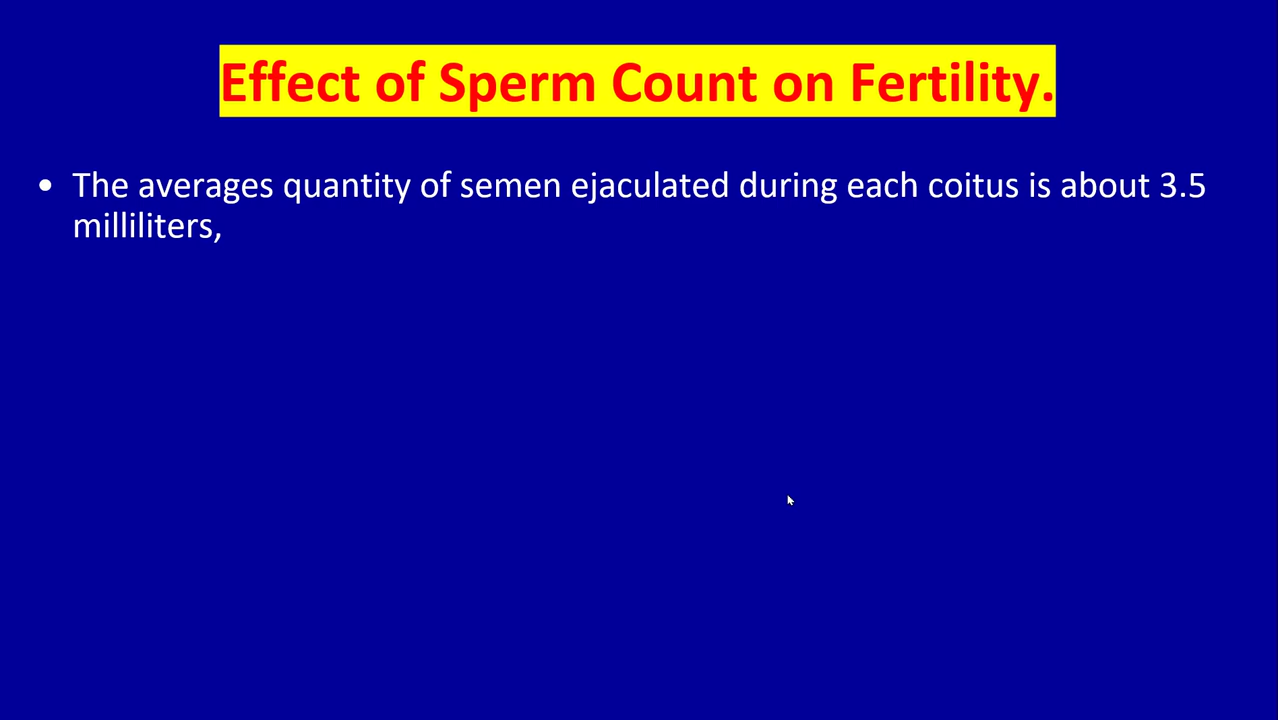 Effect of Sperm Count on Fertility.
• The averages quantity of semen ejaculated during each coitus is about 3.5
milliliters,